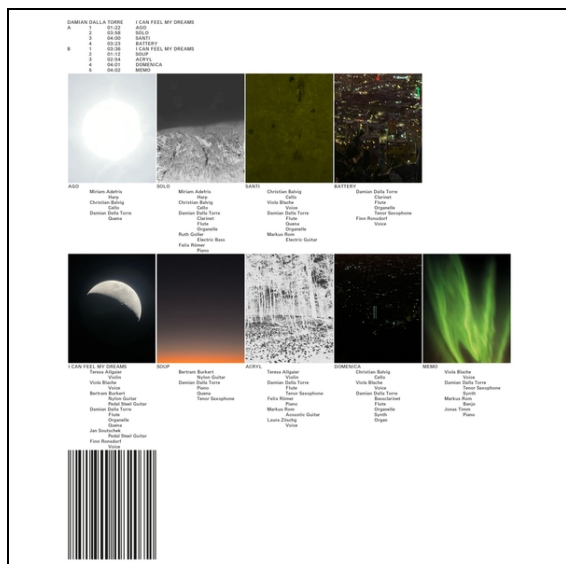 DAMIAN DALLA TORRE I CAN FEEL MY DREAMS
A 1 01:22 AGO
2 03:58 SOLO
3 04:00 SANTI
4 03:23 BATTERY
B 1 03:36 I CAN FEEL MY DREAMS
2 01:12 SOUP
3 02:54 ACRYL
4 04:01 DOMENICA
5 04:02 MEMO
AGO
Miriam Adefris
Harp
Christian Balvig
Cello
Damian Dalla Torre
Quena
SOLO
Miriam Adefris
Harp
Christian Balvig
Cello
Damian Dalla Torre
Clarinet
Flute
Organelle
Ruth Goller
Electric Bass
Felix Römer
Piano
SANTI
Christian Balvig
Cello
Viola Blache
Voice
Damian Dalla Torre
Flute
Quena
Organelle
Markus Rom
Electric Guitar
BATTERY
Damian Dalla Torre
Clarinet
Flute
Organelle
Tenor Saxophone
Finn Ronsdorf
Voice
I CAN FEEL MY DREAMS
Teresa Allgaier
Violin
Viola Blache
Voice
Bertram Burkert
Nylon Guitar
Pedal Steel Guitar
Damian Dalla Torre
Flute
Organelle
Quena
Jan Soutschek
Pedal Steel Guitar
Finn Ronsdorf
Voice
SOUP
Bertram Burkert
Nylon Guitar
Damian Dalla Torre
Piano
Quena
Tenor Saxophone
ACRYL
Teresa Allgaier
Violin
Damian Dalla Torre
Flute
Tenor Saxophone
Felix Römer
Piano
Markus Rom
Acoustic Guitar
Laura Zöschg
Voice
DOMENICA
Christian Balvig
Cello
Viola Blache
Voice
Damian Dalla Torre
Bassclarinet
Flute
Organelle
Synth
Organ
MEMO
Viola Blache
Voice
Damian Dalla Torre
Tenor Saxophone
Synth
Markus Rom
Banjo
Jonas Timm
Piano